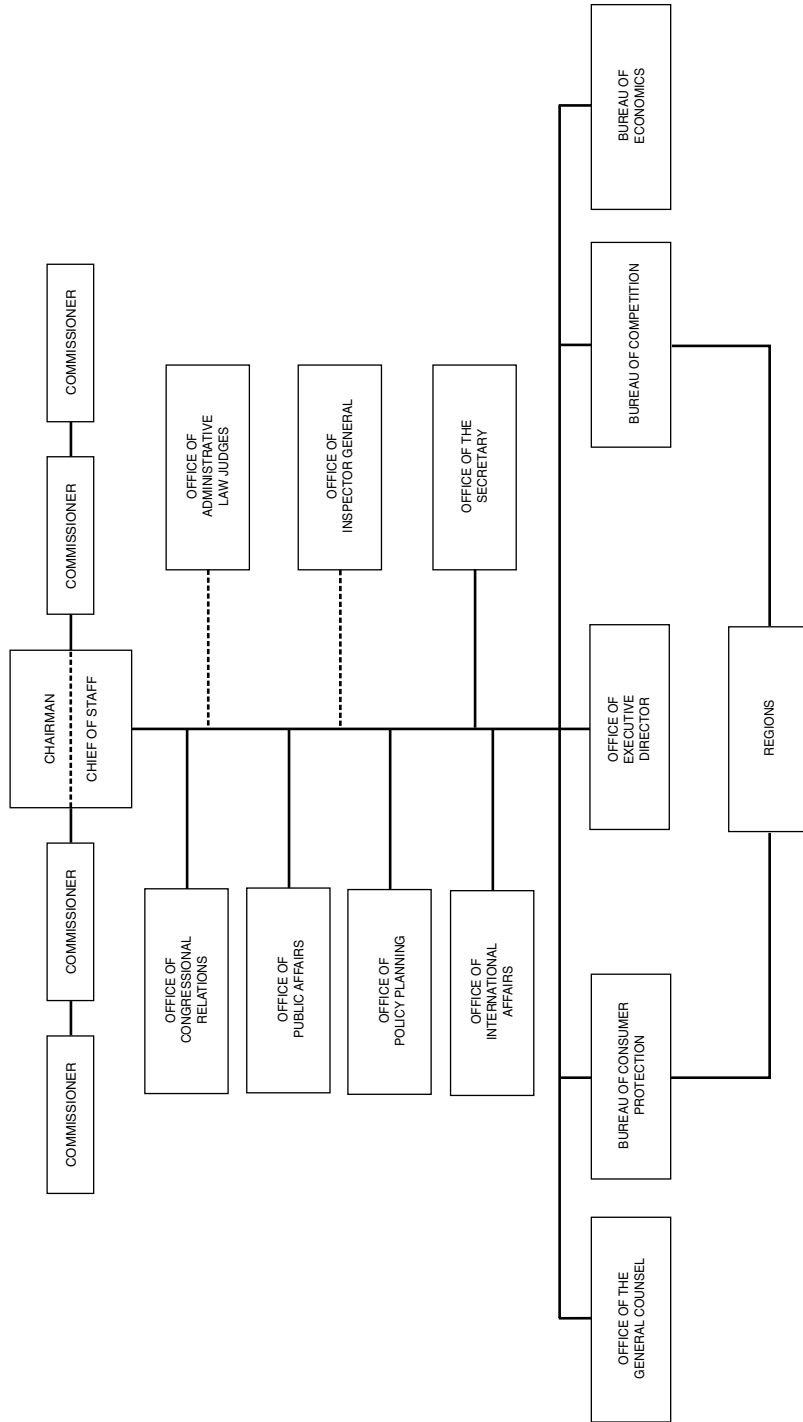 COMMISSIONER
COMMISSIONER
CHAIRMAN
CHIEF OF STAFF
COMMISSIONER
COMMISSIONER
OFFICE OF
CONGRESSIONAL
RELATIONS
OFFICE OF
ADMINISTRATIVE
LAW JUDGES
OFFICE OF
PUBLIC AFFAIRS
OFFICE OF
INSPECTOR GENERAL
OFFICE OF
POLICY PLANNING
OFFICE OF THE
SECRETARY
OFFICE OF
INTERNATIONAL
AFFAIRS
OFFICE OF THE
GENERAL COUNSEL
BUREAU OF CONSUMER
PROTECTION
OFFICE OF
EXECUTIVE
DIRECTOR
BUREAU OF COMPETITION
BUREAU OF
ECONOMICS
REGIONS